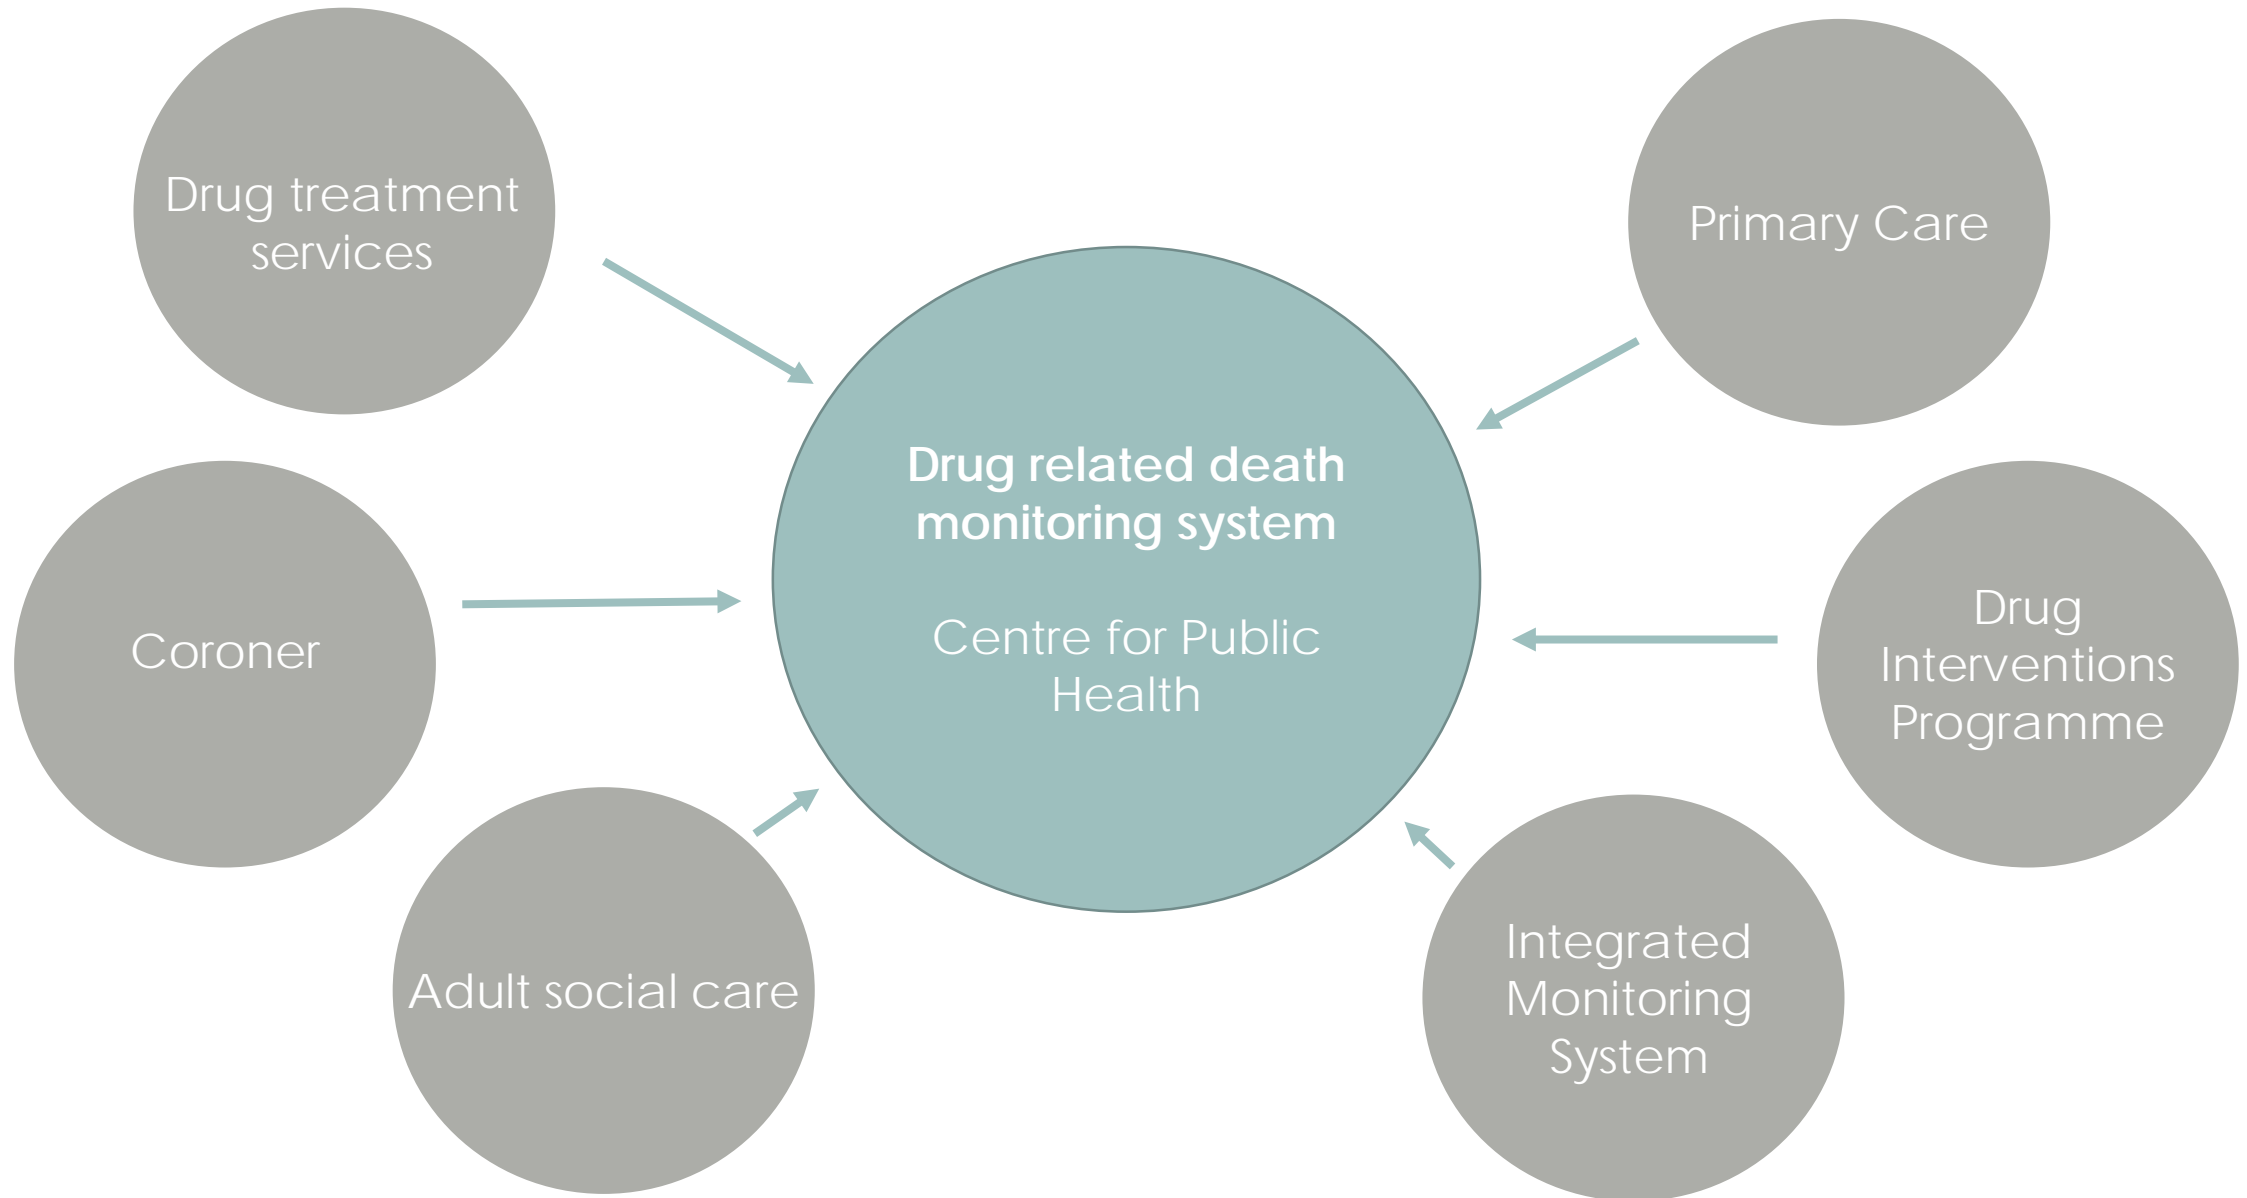 Drug treatment
services
Primary Care
Drug related death
monitoring system
Centre for Public
Health
Coroner
Drug
Interventions
Programme
Adult social care
Integrated
Monitoring
System